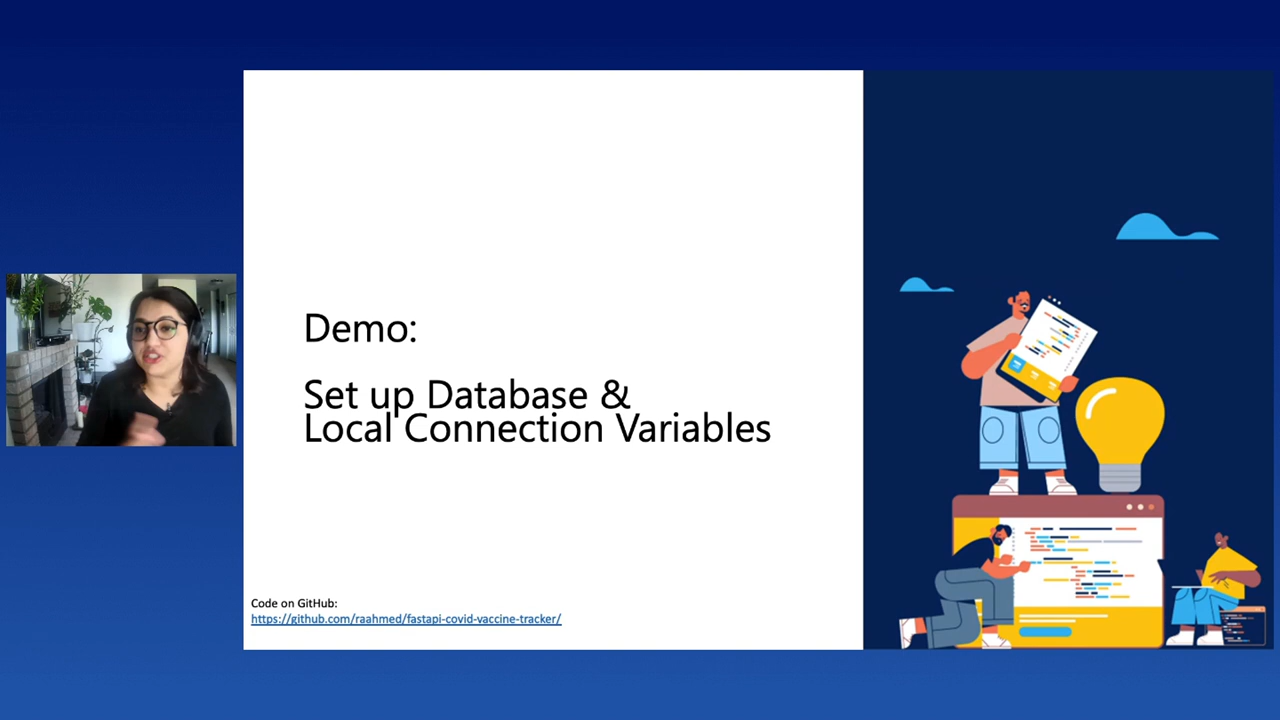 Demo:
Set up Database &
Local Connection Variables
Code on GitHub:
https://github.com/raahmed/fastapi-covid-vaccine-tracker/